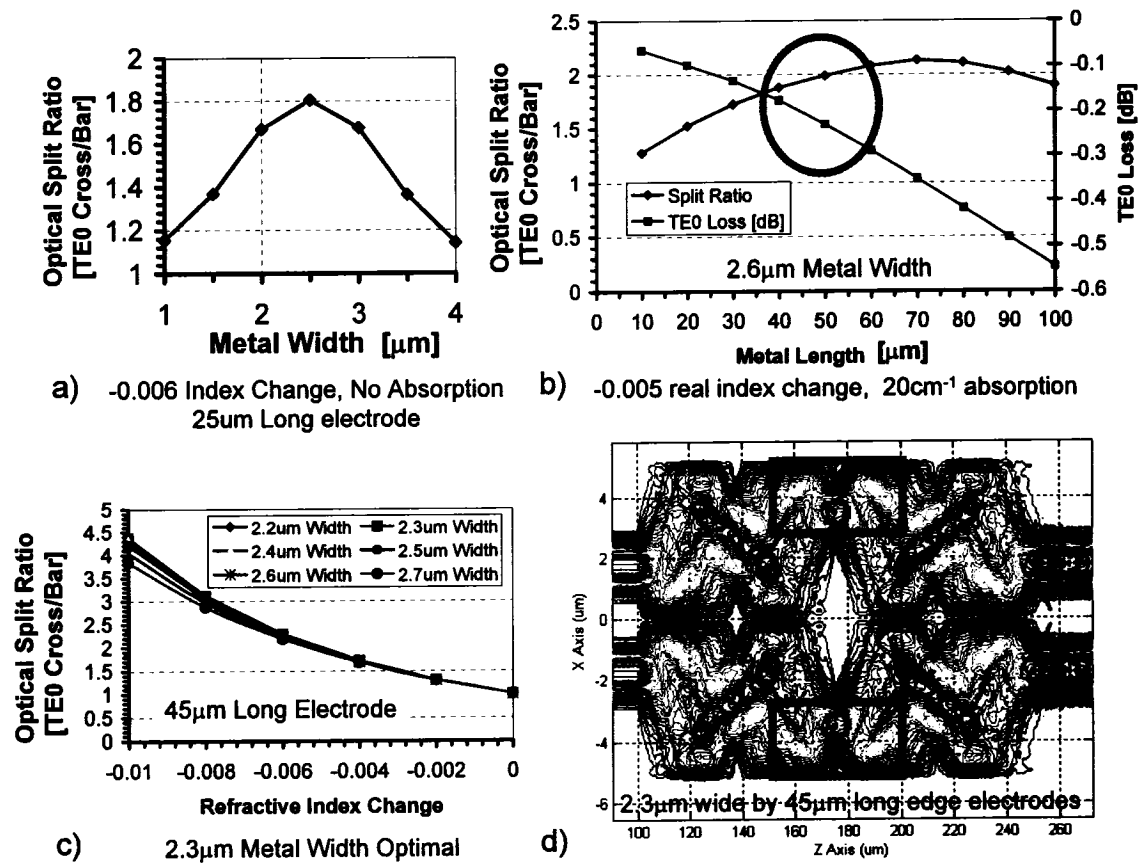 Optical Split Ratio
[TE0 Cross/Bar]
2
1.8
1.6
1.4
1.2
1
1 2 3 4
Metal Width [μm]
a) -0.006 Index Change, No Absorption
25um Long electrode
Optical Split Ratio
[TE0 Cross/Bar]
2.5
2
1.5
1
0.5
0
Split Ratio
TE0 Loss [dB]
2.6μm Metal Width
0
-0.1
-0.2
-0.3
-0.4
-0.5
-0.6
TE0 Loss [dB]
0 10 20 30 40 50 60 70 80 90 100
Metal Length [μm]
b) -0.005 real index change, 20cm⁻¹ absorption
Optical Split Ratio
[TE0 Cross/Bar]
5
4.5
4
3.5
3
2.5
2
1.5
1
0.5
0
2.2um Width 2.3um Width
2.4um Width 2.5um Width
2.6um Width 2.7um Width
45μm Long Electrode
-0.01 -0.008 -0.006 -0.004 -0.002 0
Refractive Index Change
c) 2.3μm Metal Width Optimal
X Axis (um)
4
2
0
-2
-4
-6
2.3μm wide by 45μm long edge electrodes
100 120 140 160 180 200 220 240 260
Z Axis (um)
d)